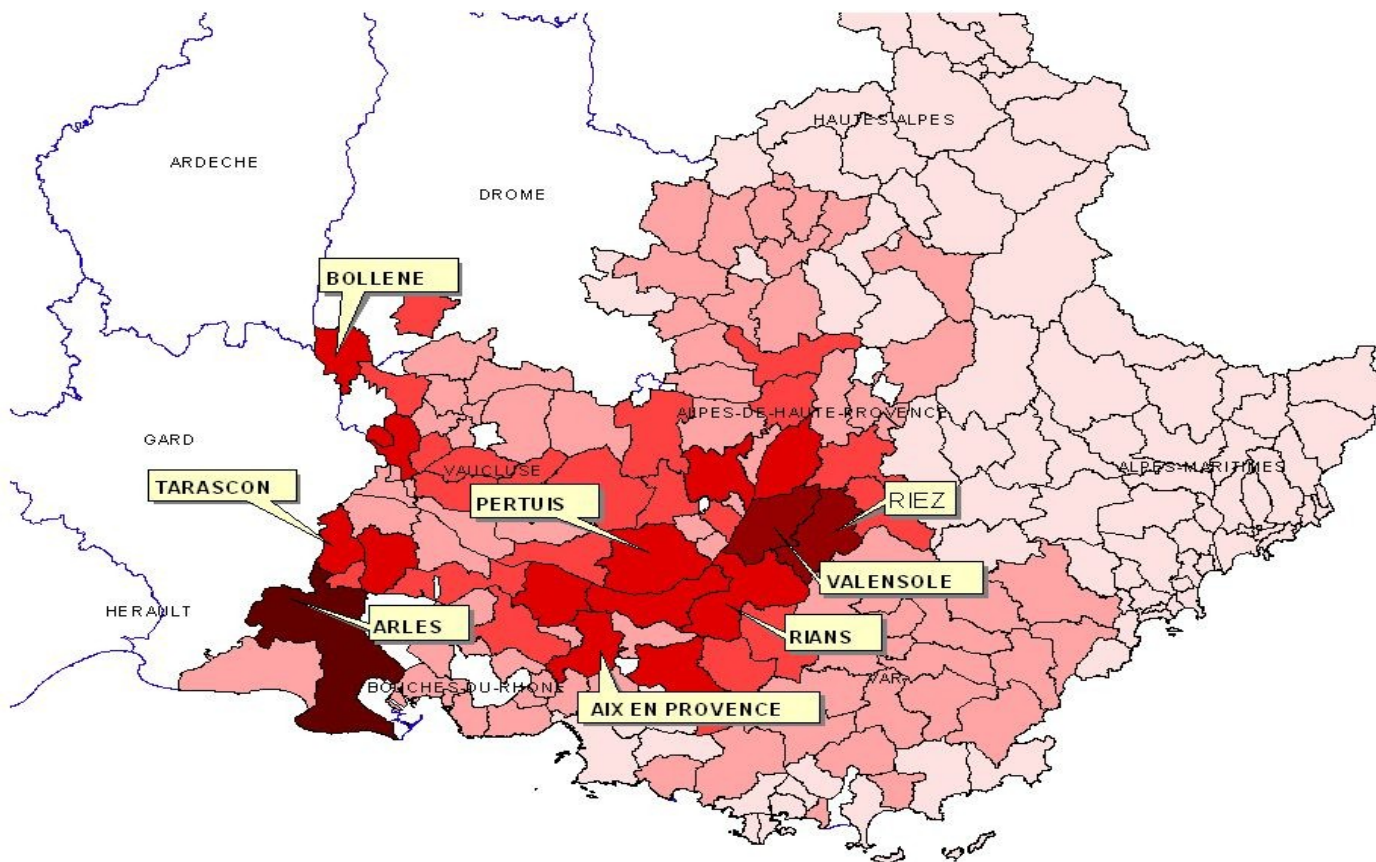 HAUTES-ALPES
ARDECHE
DROME
BOLLENE
ALPES-DE-HAUTE-PROVENCE
GARD
VAUCLUSE
ALPES-MARITIMES
TARASCON
PERTUIS
RIEZ
VALENSOLE
HERAULT
ARLES
RIANS
BOUCHES-DU-RHONE
VAR
AIX EN PROVENCE